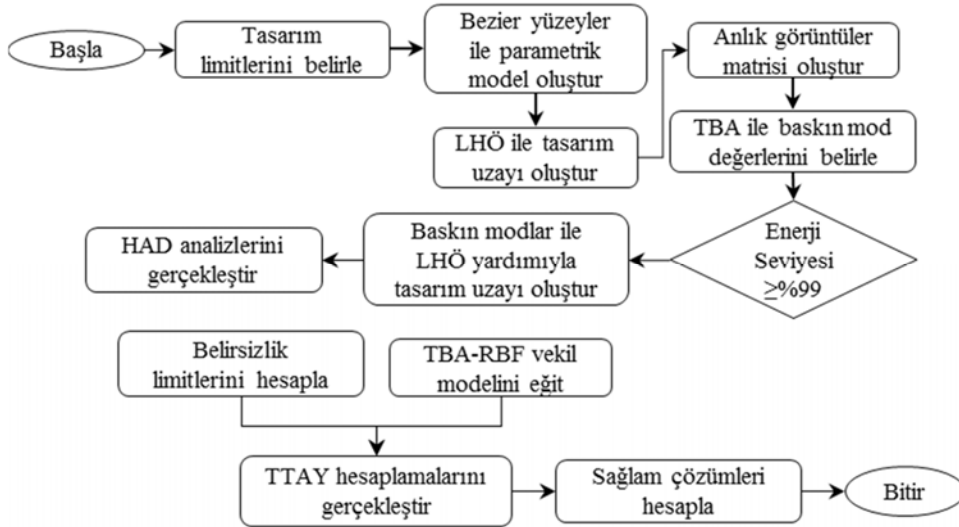 Başla
Tasarım
limitlerini belirle
Bezier yüzeyler
ile parametrik
model oluştur
LHÖ ile tasarım
uzayı oluştur
Anlık görüntüler
matrisi oluştur
TBA ile baskın mod
değerlerini belirle
Enerji
Seviyesi
≥%99
Baskın modlar ile
LHÖ yardımıyla
tasarım uzayı oluştur
HAD analizlerini
gerçekleştir
Belirsizlik
limitlerini hesapla
TBA-RBF vekil
modelini eğit
TTAY hesaplamalarını
gerçekleştir
Sağlam çözümleri
hesapla
Bitir